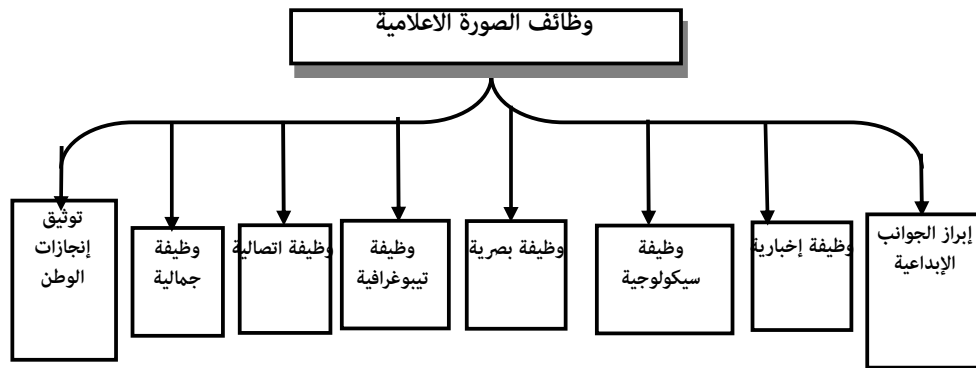 وظائف الصورة الاعلامية
إبراز الجوانب
الإبداعية
وظيفة إخبارية
وظيفة
سيكولوجية
وظيفة بصرية
وظيفة
تيبوغرافية
وظيفة اتصالية
وظيفة
جمالية
توثيق
إنجازات
الوطن